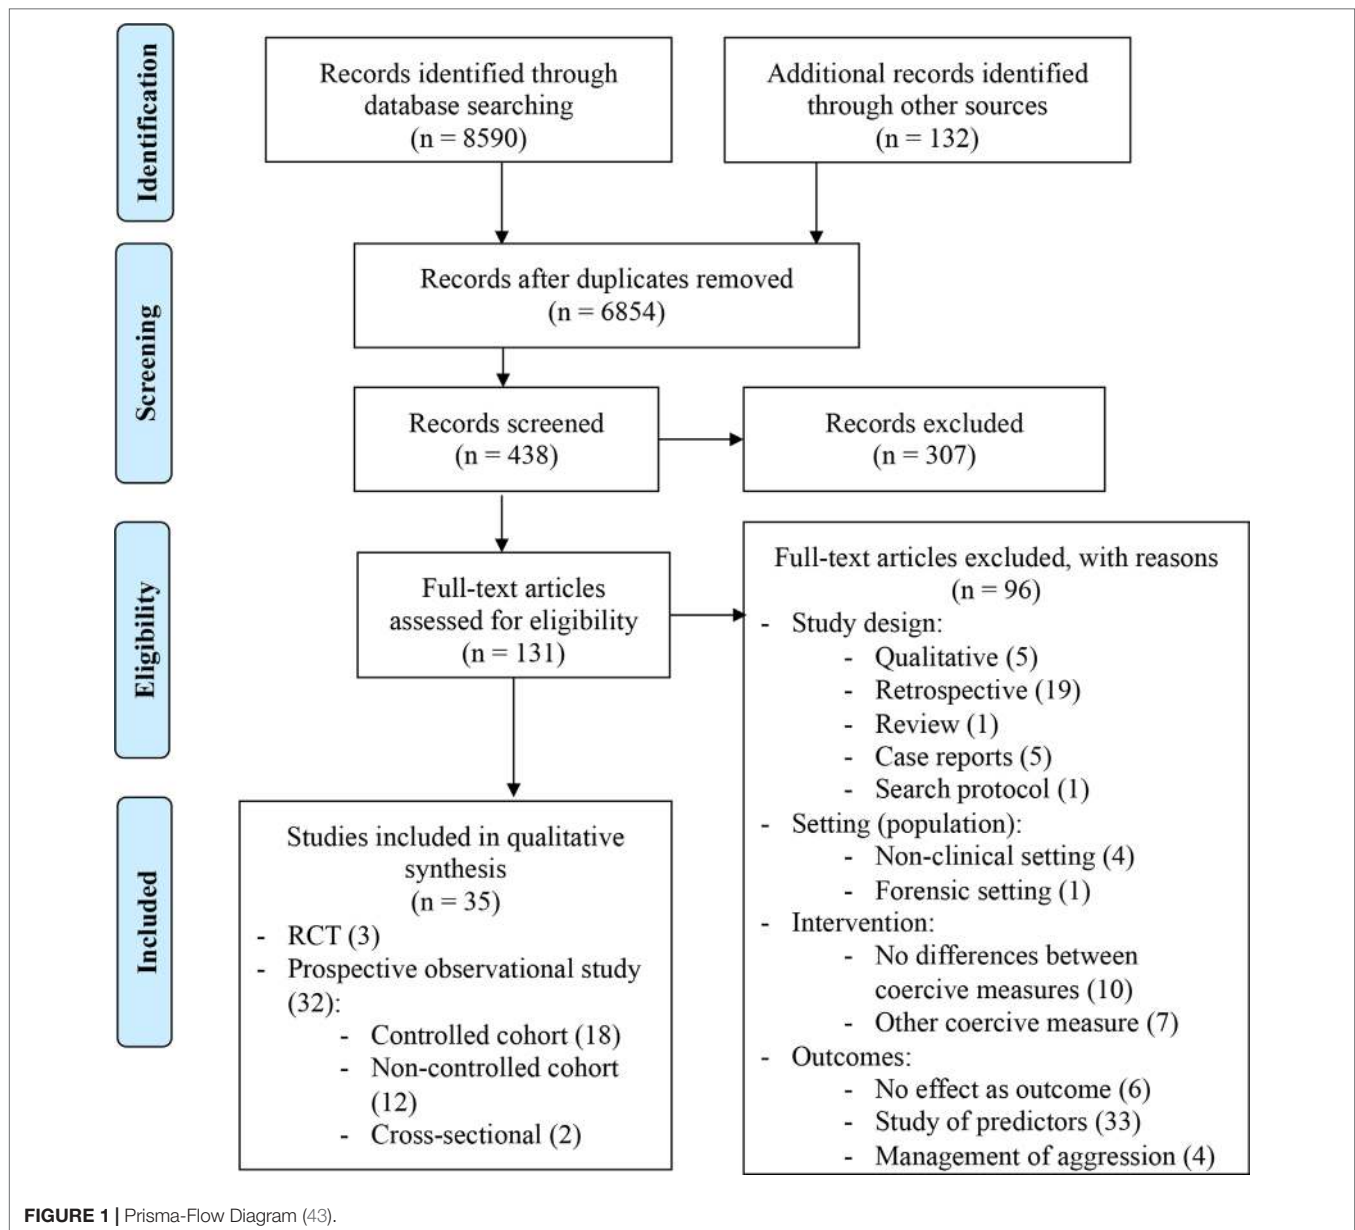 Identification
Records identified through
database searching
(n = 8590)
Additional records identified
through other sources
(n = 132)
Screening
Records after duplicates removed
(n = 6854)
Records screened
(n = 438)
Records excluded
(n = 307)
Eligibility
Full-text articles
assessed for eligibility
(n = 131)
Full-text articles excluded, with reasons
(n = 96)
- Study design:
- Qualitative (5)
- Retrospective (19)
- Review (1)
- Case reports (5)
- Search protocol (1)
- Setting (population):
- Non-clinical setting (4)
- Forensic setting (1)
- Intervention:
- No differences between
coercive measures (10)
- Other coercive measure (7)
- Outcomes:
- No effect as outcome (6)
- Study of predictors (33)
- Management of aggression (4)
Included
Studies included in qualitative
synthesis
(n = 35)
- RCT (3)
- Prospective observational study
(32):
- Controlled cohort (18)
- Non-controlled cohort
(12)
- Cross-sectional (2)
FIGURE 1 | Prisma-Flow Diagram (43).